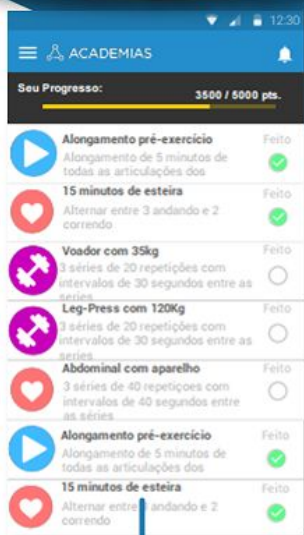 12:30
ACADEMIAS
Seu Progresso:
3500 / 5000 pts.
Alongamento pré-exercício
Feito
Alongamento de 5 minutos de
todas as articulações dos
15 minutos de esteira
Feito
Alternar entre 3 andando e 2
correndo
Voador com 35kg
Feito
3 séries de 20 repetições com
intervalos de 30 segundos entre as
series
Leg-Press com 120Kg
Feito
3 séries de 20 repetições com
intervalos de 30 segundos entre as
series
Abdominal com aparelho
Feito
3 séries de 40 repetiçoes com
intervalos de 40 segundos entre
as séries
Alongamento pré-exercício
Feito
Alongamento de 5 minutos de
todas as articulações dos
15 minutos de esteira
Feito
Alternar entre 3 andando e 2
correndo